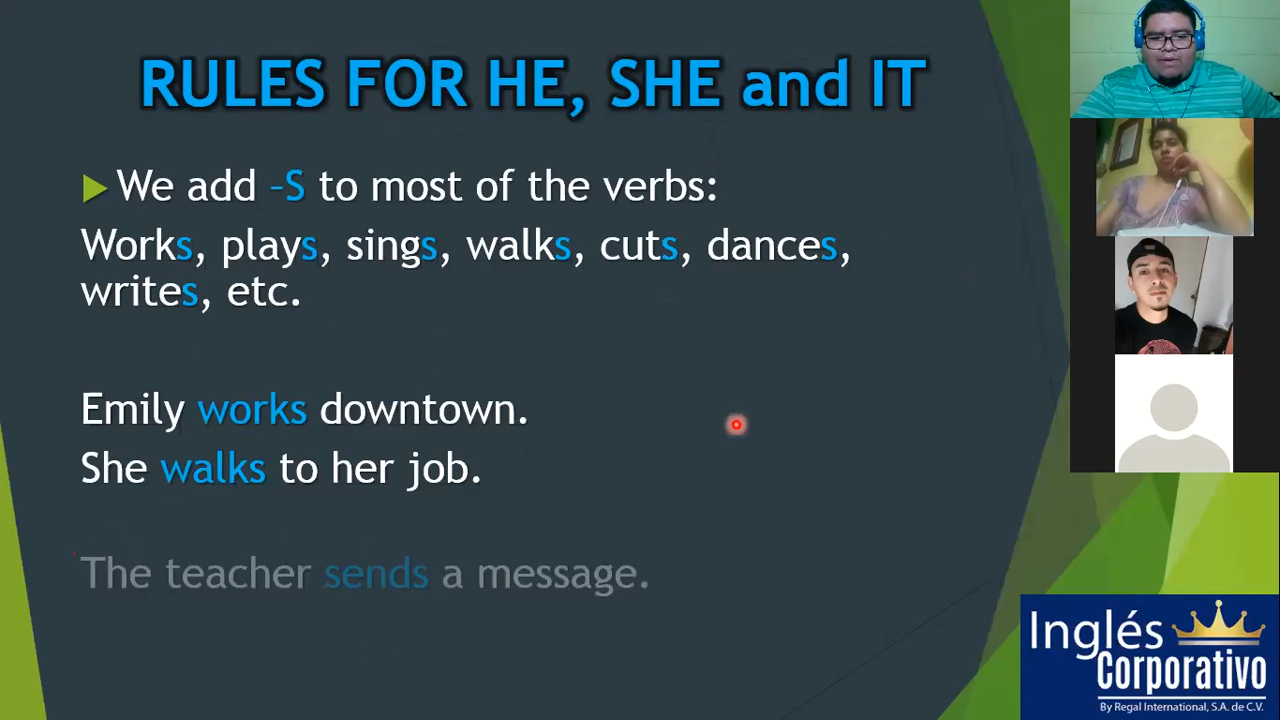 RULES FOR HE, SHE and IT
We add –S to most of the verbs:
Works, plays, sings, walks, cuts, dances,
writes, etc.
Emily works downtown.
She walks to her job.
The teacher sends a message.
Inglés
Corporativo
By Regal International, S.A. de C.V.